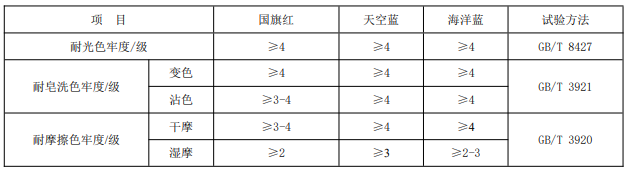 项 目 国旗红 天空蓝 海洋蓝 试验方法
耐光色牢度/级 ≥4 ≥4 ≥4 GB/T 8427
耐皂洗色牢度/级 变色 ≥4 ≥4 ≥4 GB/T 3921
沾色 ≥3-4 ≥4 ≥4
耐摩擦色牢度/级 干摩 ≥3-4 ≥4 ≥4 GB/T 3920
湿摩 ≥2 ≥3 ≥2-3